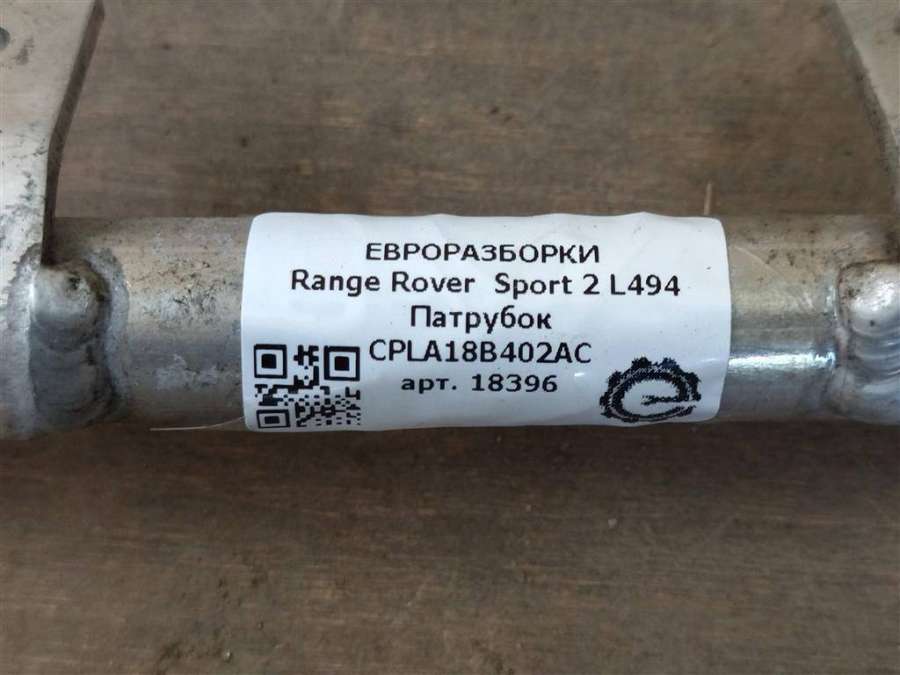 ЕВРОРАЗБОРКИ
Range Rover Sport 2 L494
Патрубок
CPLA18B402AC
арт. 18396